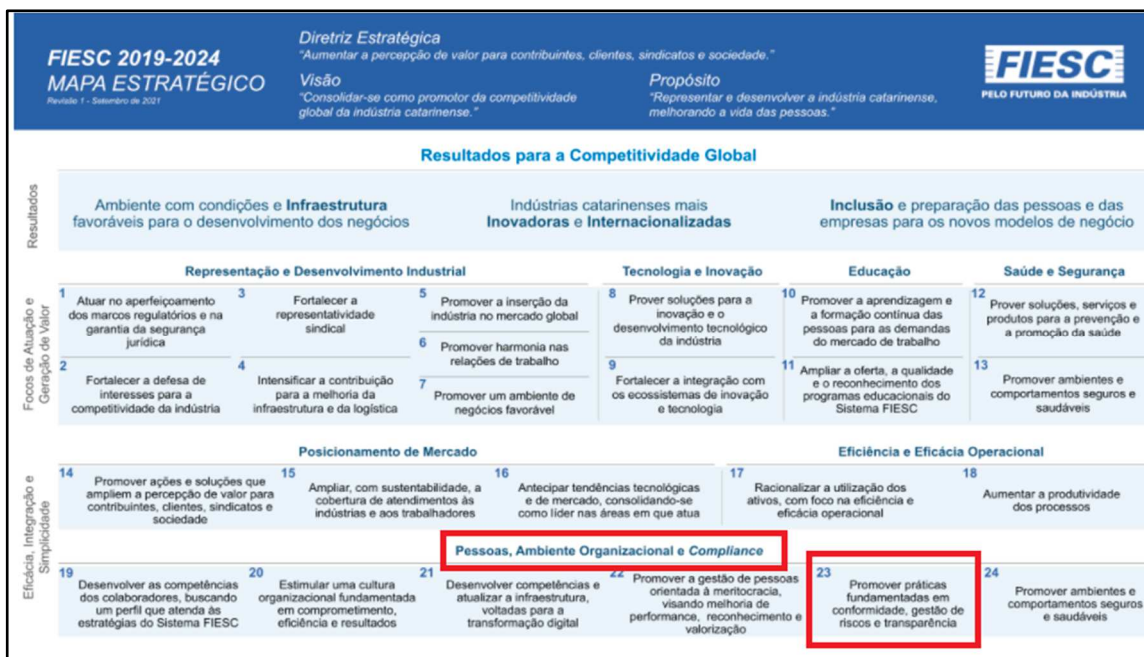 FIESC 2019-2024
MAPA ESTRATÉGICO
Revisão 1 - Setembro de 2021
Diretriz Estratégica
"Aumentar a percepção de valor para contribuintes, clientes, sindicatos e sociedade."
Visão
"Consolidar-se como promotor da competitividade
global da indústria catarinense."
Propósito
"Representar e desenvolver a indústria catarinense,
melhorando a vida das pessoas."
FIESC
PELO FUTURO DA INDÚSTRIA
Resultados para a Competitividade Global
Resultados
Ambiente com condições e Infraestrutura
favoráveis para o desenvolvimento dos negócios
Indústrias catarinenses mais
Inovadoras e Internacionalizadas
Inclusão e preparação das pessoas e das
empresas para os novos modelos de negócio
Focos de Atuação e
Geração de Valor
Representação e Desenvolvimento Industrial
1
Atuar no aperfeiçoamento
dos marcos regulatórios e na
garantia da segurança
jurídica
2
Fortalecer a defesa de
interesses para a
competitividade da indústria
3
Fortalecer a
representatividade
sindical
4
Intensificar a contribuição
para a melhoria da
infraestrutura e da logística
5
Promover a inserção da
indústria no mercado global
6
Promover harmonia nas
relações de trabalho
7
Promover um ambiente de
negócios favorável
Tecnologia e Inovação
8
Prover soluções para a
inovação e o
desenvolvimento tecnológico
da indústria
9
Fortalecer a integração com
os ecossistemas de inovação
e tecnologia
Educação
10
Promover a aprendizagem e
a formação contínua das
pessoas para as demandas
do mercado de trabalho
11
Ampliar a oferta, a qualidade
e o reconhecimento dos
programas educacionais do
Sistema FIESC
Saúde e Segurança
12
Prover soluções, serviços e
produtos para a prevenção e
a promoção da saúde
13
Promover ambientes e
comportamentos seguros e
saudáveis
Eficácia, Integração e
Simplicidade
Posicionamento de Mercado
14
Promover ações e soluções que
ampliem a percepção de valor para
contribuintes, clientes, sindicatos e
sociedade
15
Ampliar, com sustentabilidade, a
cobertura de atendimentos às
indústrias e aos trabalhadores
16
Antecipar tendências tecnológicas
e de mercado, consolidando-se
como líder nas áreas em que atua
Eficiência e Eficácia Operacional
17
Racionalizar a utilização dos
ativos, com foco na eficiência e
eficácia operacional
18
Aumentar a produtividade
dos processos
Pessoas, Ambiente Organizacional e Compliance
19
Desenvolver as competências
dos colaboradores, buscando
um perfil que atenda às
estratégias do Sistema FIESC
20
Estimular uma cultura
organizacional fundamentada
em comprometimento,
eficiência e resultados
21
Desenvolver competências e
atualizar a infraestrutura,
voltadas para a
transformação digital
22
Promover a gestão de pessoas
orientada à meritocracia,
visando melhoria de
performance, reconhecimento e
valorização
23
Promover práticas
fundamentadas em
conformidade, gestão de
riscos e transparência
24
Promover ambientes e
comportamentos seguros
e saudáveis